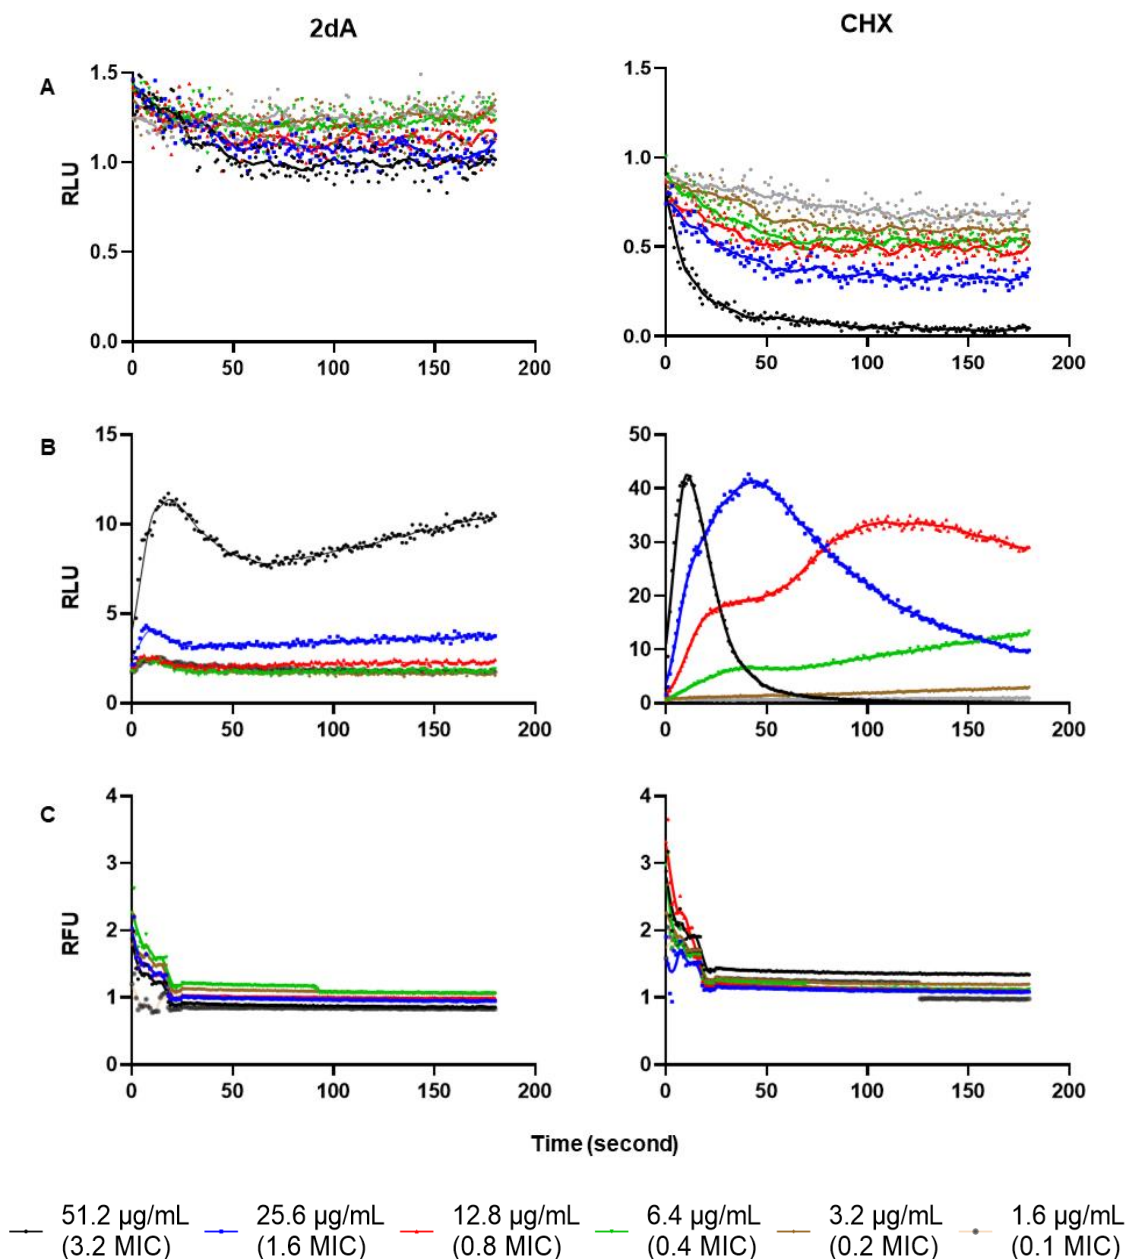 2dA
CHX
A
1.5
1.0
0.5
0.0
RLU
0
50
100
150
200
1.5
1.0
0.5
0.0
0
50
100
150
200
B
15
10
5
0
RLU
0
50
100
150
200
50
40
30
20
10
0
0
50
100
150
200
C
4
3
2
1
0
RFU
0
50
100
150
200
4
3
2
1
0
0
50
100
150
200
Time (second)
51.2 µg/mL
(3.2 MIC)
25.6 µg/mL
(1.6 MIC)
12.8 µg/mL
(0.8 MIC)
6.4 µg/mL
(0.4 MIC)
3.2 µg/mL
(0.2 MIC)
1.6 µg/mL
(0.1 MIC)